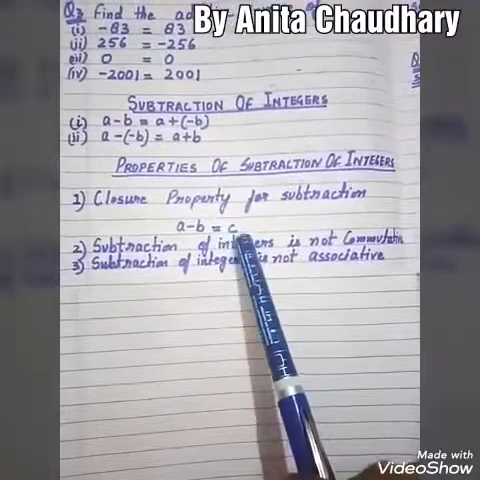 By Anita Chaudhary
Q3 Find the
(i) -83 = 83
(ii) 256 = -256
(iii) 0 = 0
(iv) -2001 = 2001
SUBTRACTION OF INTEGERS
(i) a-b = a+(-b)
(ii) a-(-b) = a+b
PROPERTIES OF SUBTRACTION OF INTEGERS
1) Closure Property for subtraction
a-b = c
2) Subtraction of integers is not Commutative
3) Subtraction of integers is not associative
Made with
VideoShow